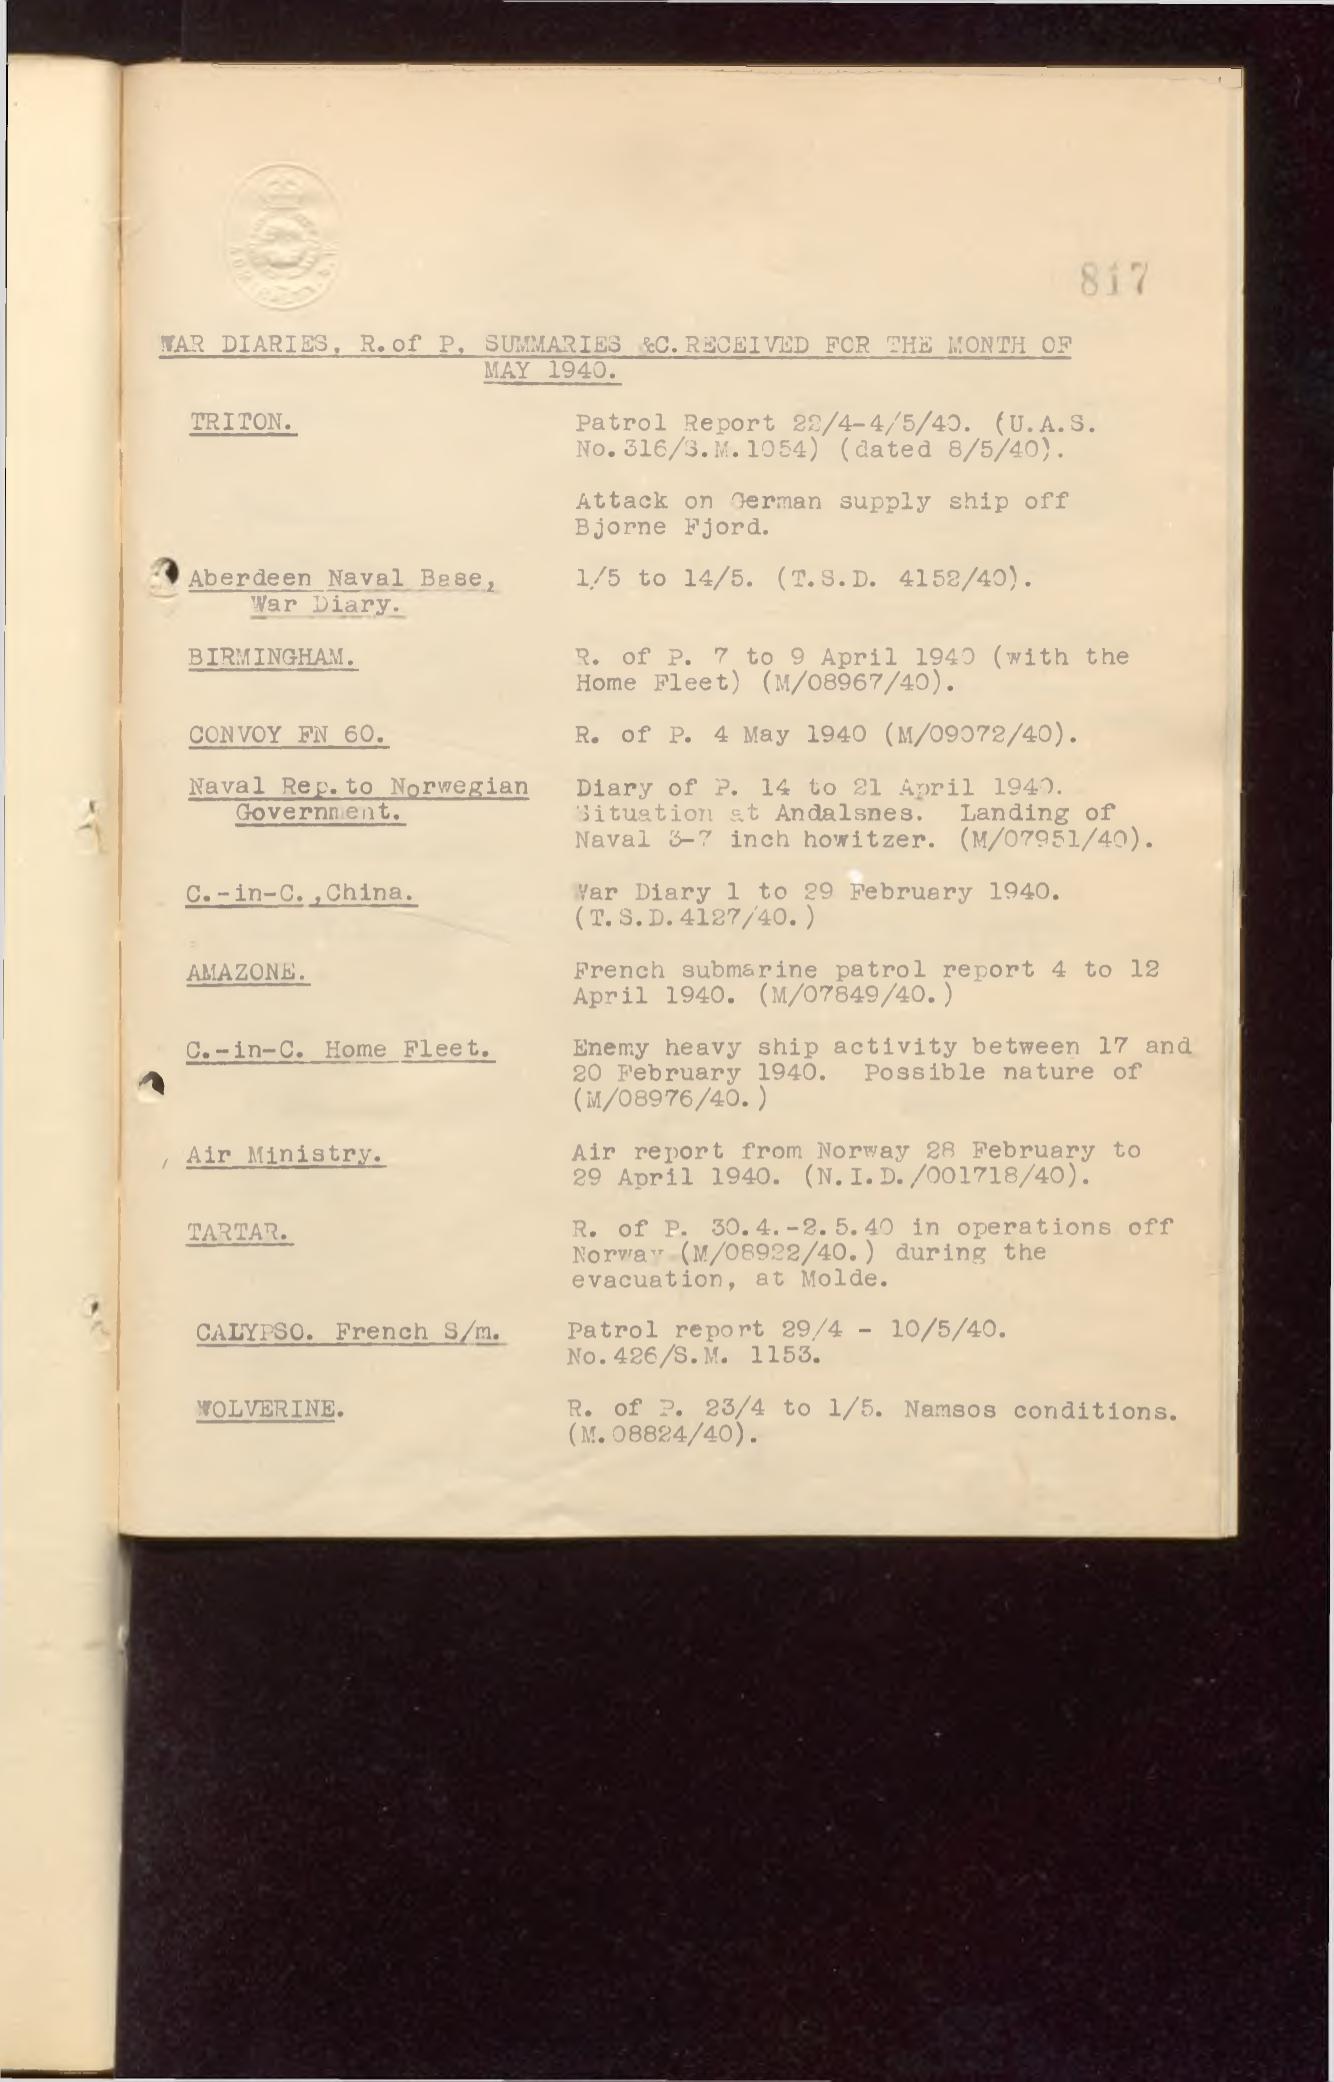 817
WAR DIARIES, R.of P. SUMMARIES &C.RECEIVED FOR THE MONTH OF
MAY 1940.
TRITON. Patrol Report 22/4-4/5/40. (U.A.S.
No.316/S.M.1054) (dated 8/5/40).
Attack on German supply ship off
Bjorne Fjord.
Aberdeen Naval Base, 1/5 to 14/5. (T.S.D. 4152/40).
War Diary.
BIRMINGHAM. R. of P. 7 to 9 April 1940 (with the
Home Fleet) (M/08967/40).
CONVOY FN 60. R. of P. 4 May 1940 (M/09072/40).
Naval Rep.to Norwegian Diary of P. 14 to 21 April 1940.
Government. Situation at Andalsnes. Landing of
Naval 3-7 inch howitzer. (M/07951/40).
C.-in-C.,China. War Diary 1 to 29 February 1940.
(T.S.D.4127/40.)
AMAZONE. French submarine patrol report 4 to 12
April 1940. (M/07849/40.)
C.-in-C. Home Fleet. Enemy heavy ship activity between 17 and
20 February 1940. Possible nature of
(M/08976/40.)
Air Ministry. Air report from Norway 28 February to
29 April 1940. (N.I.D./001718/40).
TARTAR. R. of P. 30.4.-2.5.40 in operations off
Norway (M/08922/40.) during the
evacuation, at Molde.
CALYPSO. French S/m. Patrol report 29/4 - 10/5/40.
No.426/S.M. 1153.
WOLVERINE. R. of P. 23/4 to 1/5. Namsos conditions.
(M.08824/40).